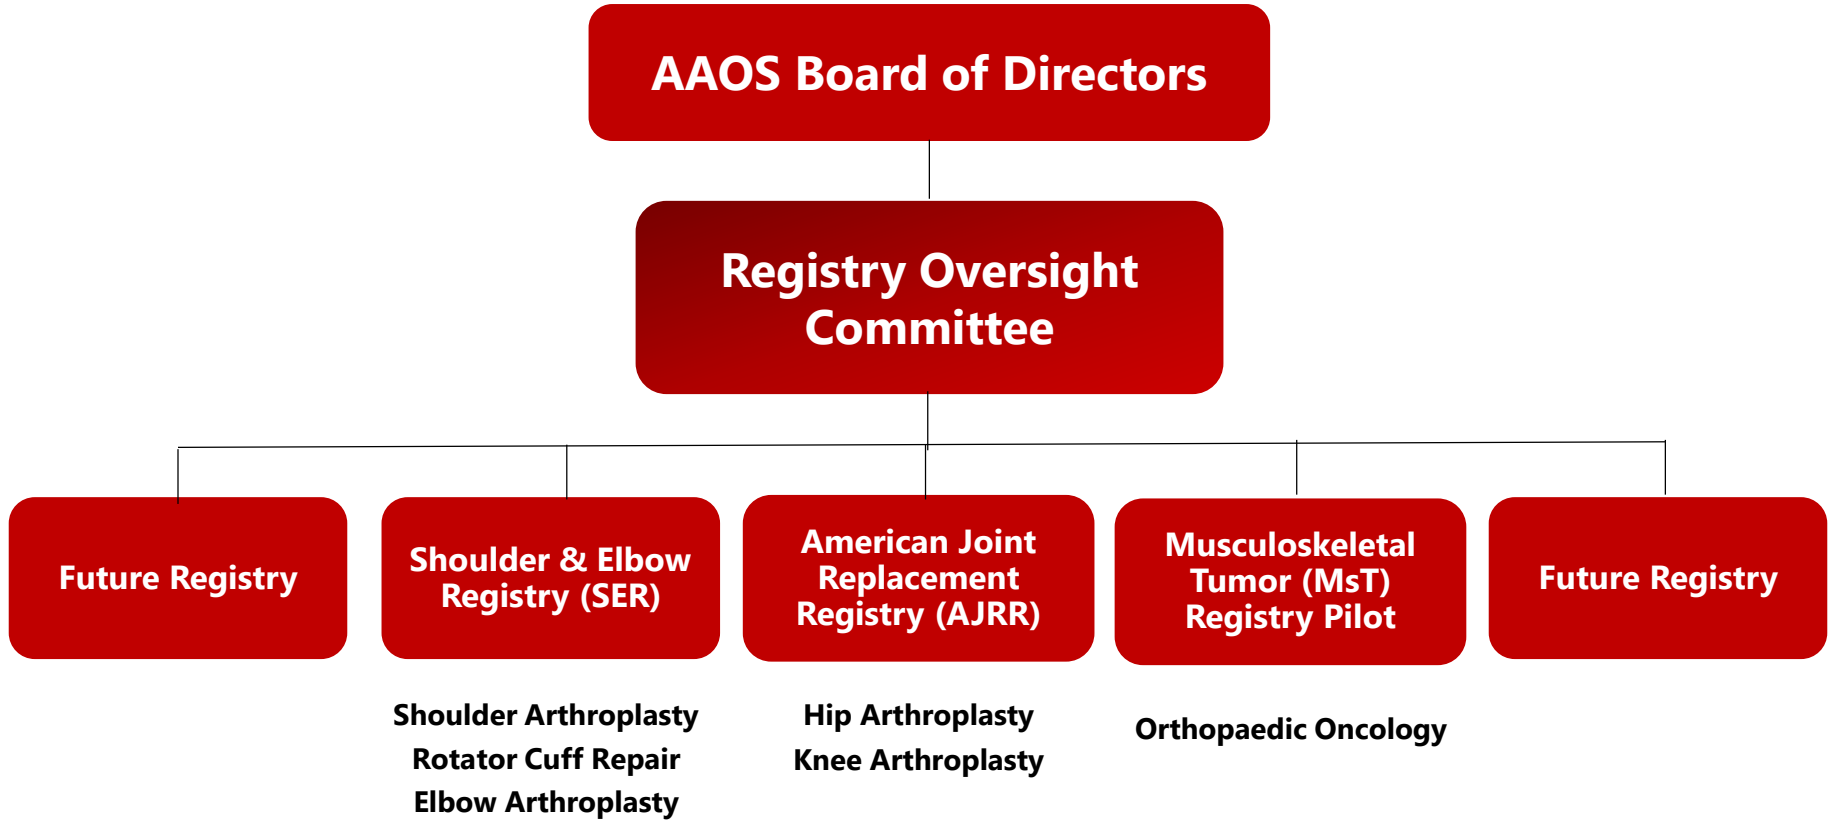 AAOS Board of Directors
Registry Oversight
Committee
Future Registry
Shoulder & Elbow
Registry (SER)
American Joint
Replacement
Registry (AJRR)
Musculoskeletal
Tumor (MsT)
Registry Pilot
Future Registry
Shoulder Arthroplasty
Rotator Cuff Repair
Elbow Arthroplasty
Hip Arthroplasty
Knee Arthroplasty
Orthopaedic Oncology